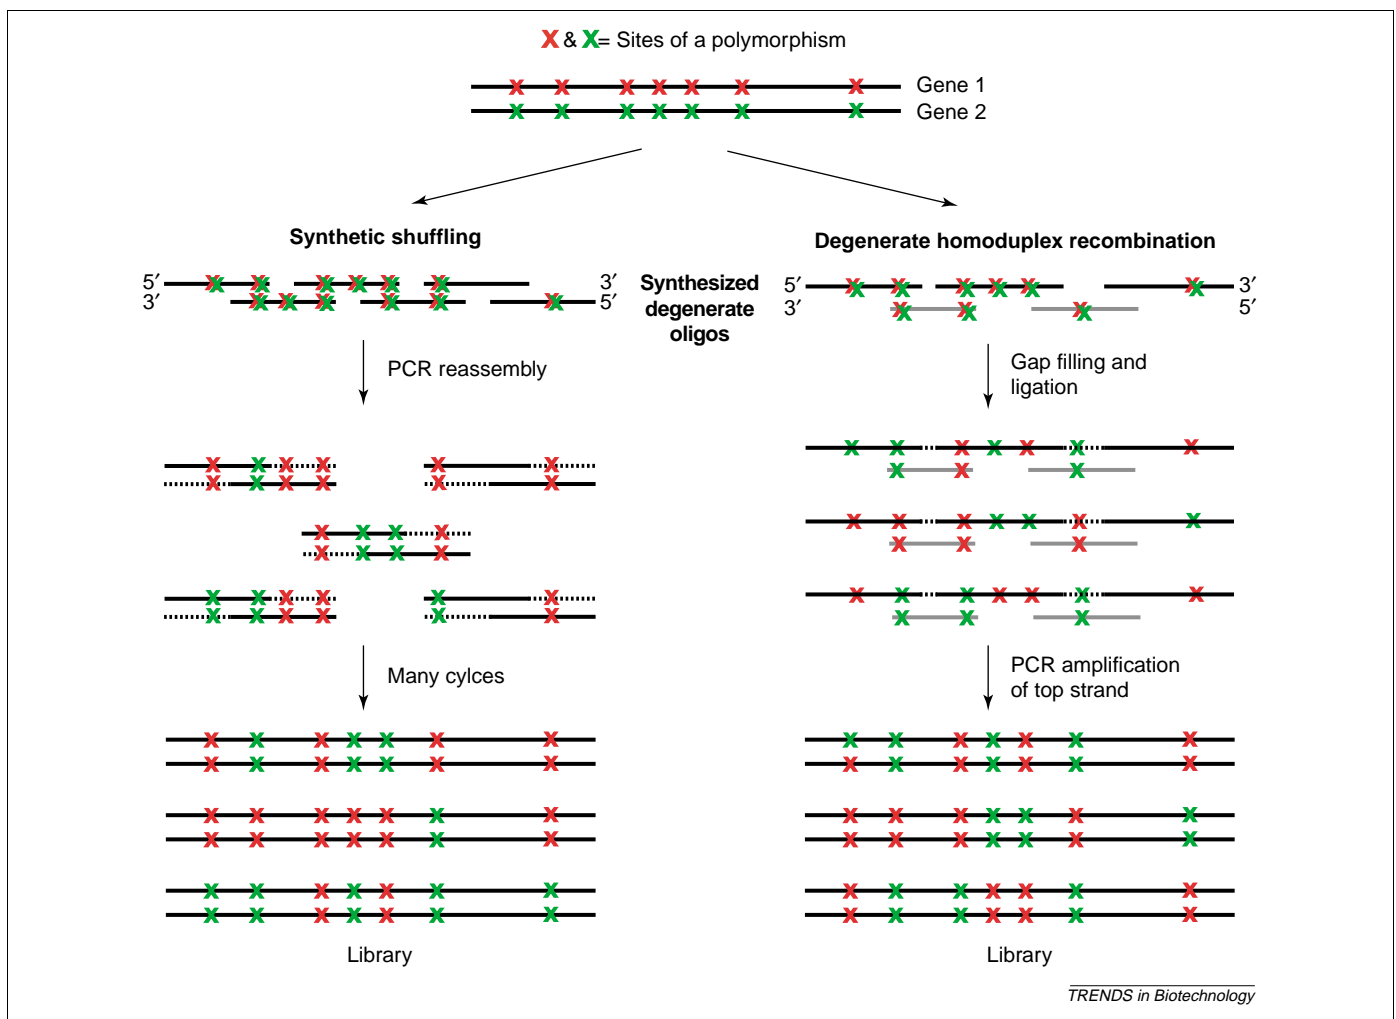 X & X= Sites of a polymorphism
Gene 1
Gene 2
Synthetic shuffling
Degenerate homoduplex recombination
5′
3′
3′
5′
Synthesized
degenerate
oligos
5′
3′
3′
5′
PCR reassembly
Gap filling and
ligation
Many cylces
PCR amplification
of top strand
Library
Library
TRENDS in Biotechnology